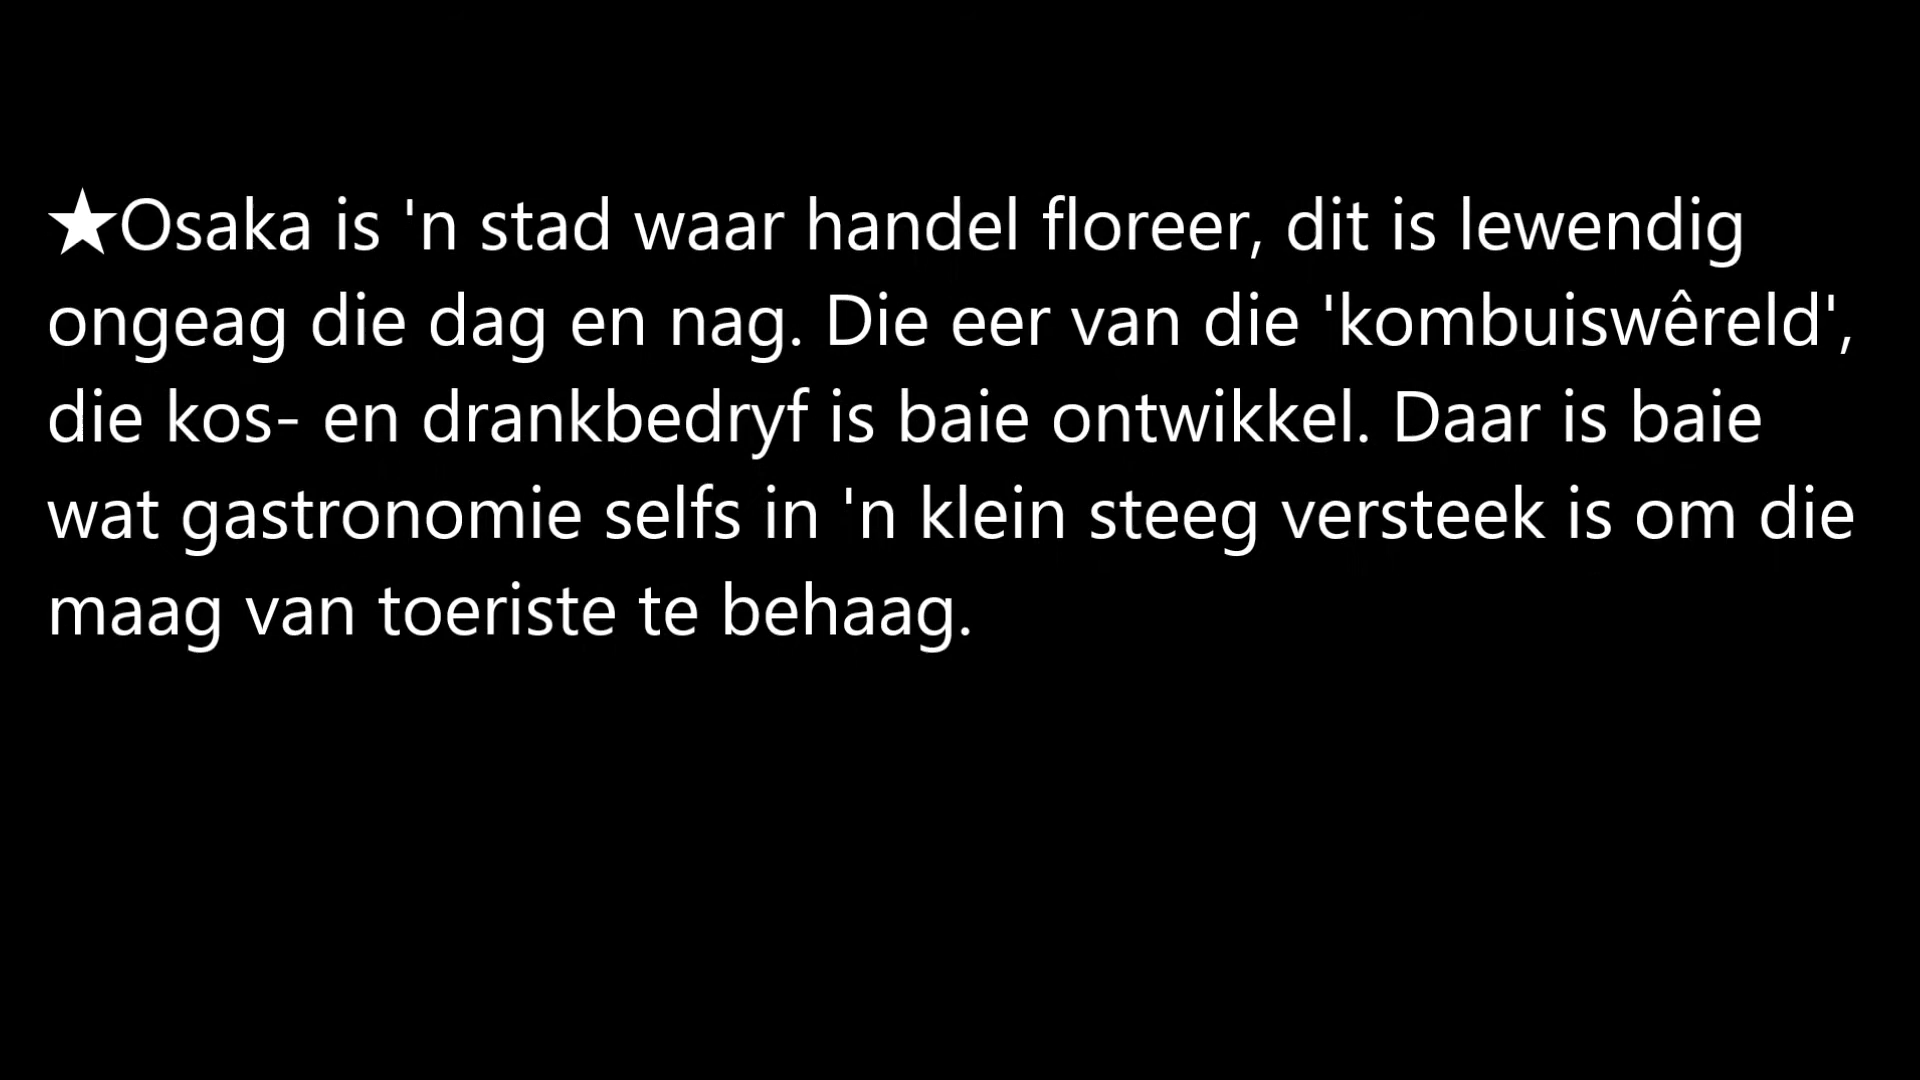 ★Osaka is 'n stad waar handel floreer, dit is lewendig
ongeag die dag en nag. Die eer van die 'kombuiswêreld',
die kos- en drankbedryf is baie ontwikkel. Daar is baie
wat gastronomie selfs in 'n klein steeg versteek is om die
maag van toeriste te behaag.